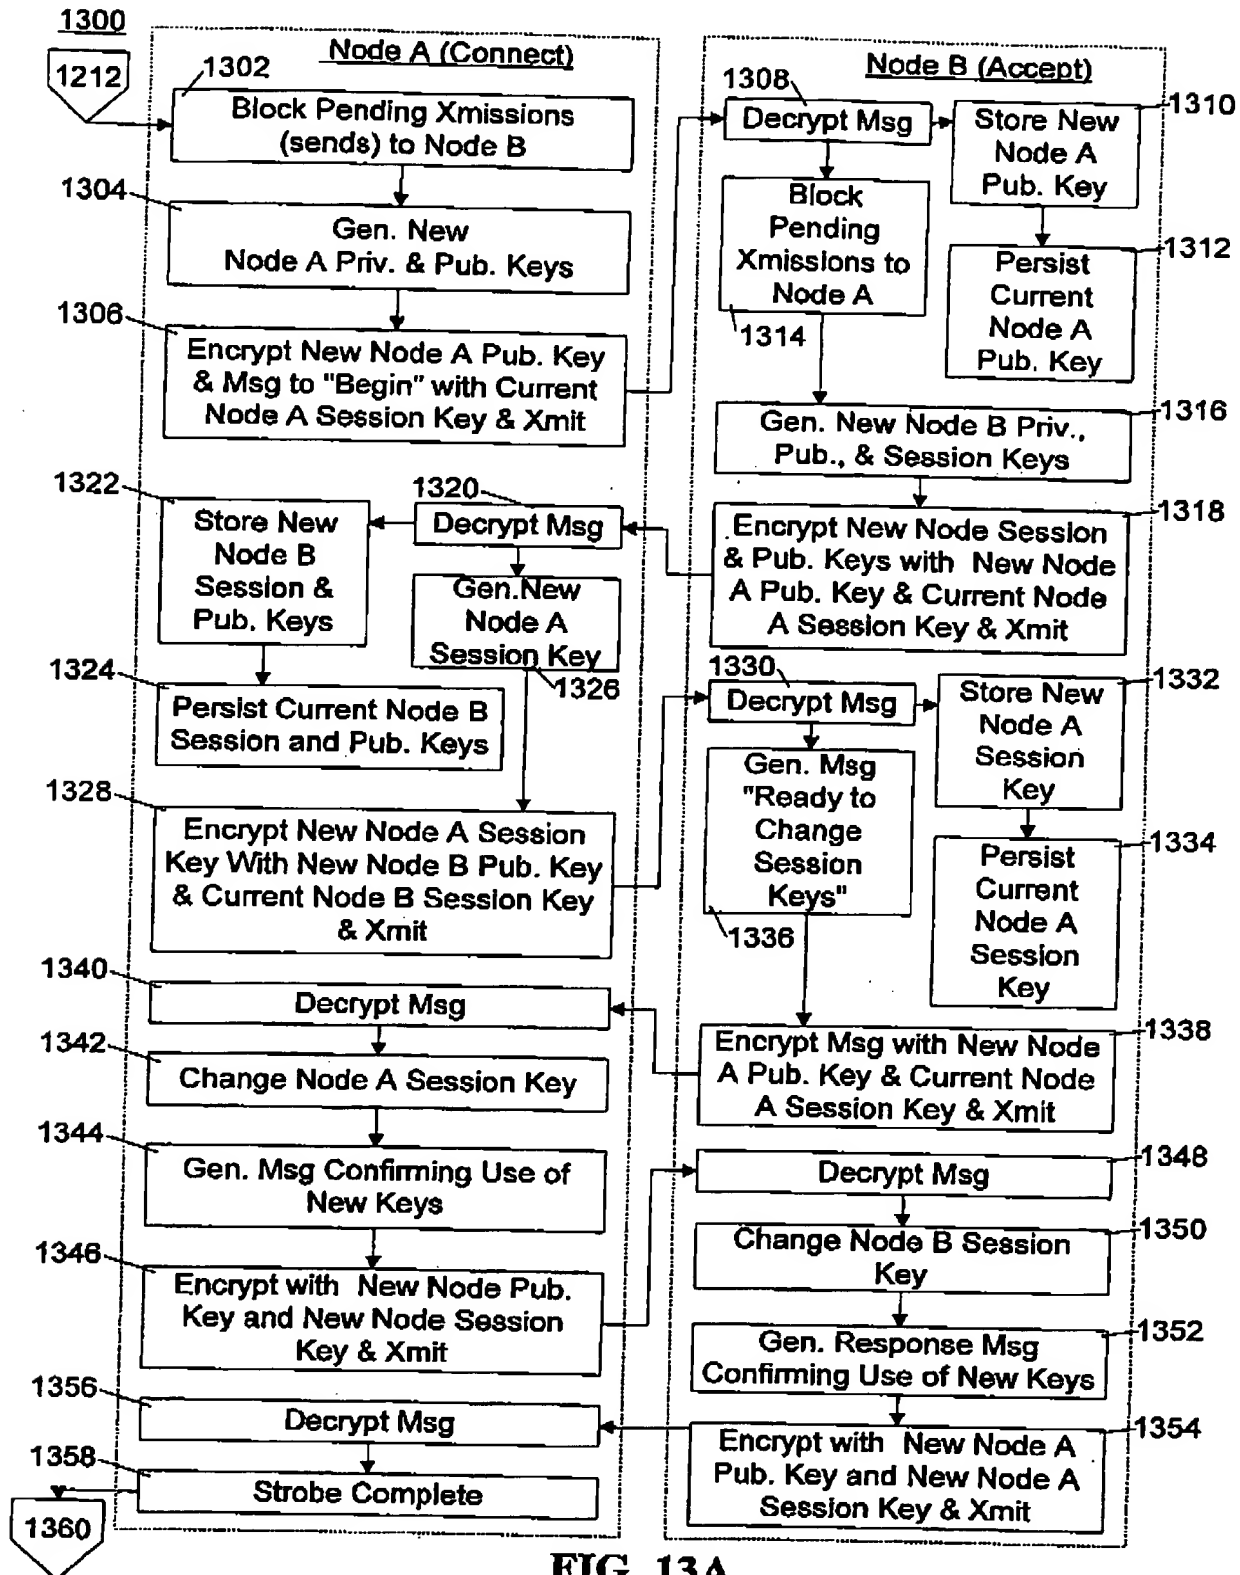 1300
1212
Node A (Connect)
1302
Block Pending Xmissions
(sends) to Node B
1304
Gen. New
Node A Priv. & Pub. Keys
1306
Encrypt New Node A Pub. Key
& Msg to "Begin" with Current
Node A Session Key & Xmit
Node B (Accept)
1308
Decrypt Msg
1310
Store New
Node A
Pub. Key
1312
Persist
Current
Node A
Pub. Key
Block
Pending
Xmissions to
Node A
1314
1316
Gen. New Node B Priv.,
Pub., & Session Keys
1318
Encrypt New Node Session
& Pub. Keys with New Node
A Pub. Key & Current Node
A Session Key & Xmit
1320
Decrypt Msg
1322
Store New
Node B
Session &
Pub. Keys
1324
Persist Current Node B
Session and Pub. Keys
Gen.New
Node A
Session Key
1326
1328
Encrypt New Node A Session
Key With New Node B Pub. Key
& Current Node B Session Key
& Xmit
1330
Decrypt Msg
1332
Store New
Node A
Session
Key
1334
Persist
Current
Node A
Session
Key
Gen. Msg
"Ready to
Change
Session
Keys"
1336
1338
Encrypt Msg with New Node
A Pub. Key & Current Node
A Session Key & Xmit
1340
Decrypt Msg
1342
Change Node A Session Key
1344
Gen. Msg Confirming Use of
New Keys
1346
Encrypt with New Node Pub.
Key and New Node Session
Key & Xmit
1348
Decrypt Msg
1350
Change Node B Session
Key
1352
Gen. Response Msg
Confirming Use of New Keys
1354
Encrypt with New Node A
Pub. Key and New Node A
Session Key & Xmit
1356
Decrypt Msg
1358
Strobe Complete
1360
FIG. 13A